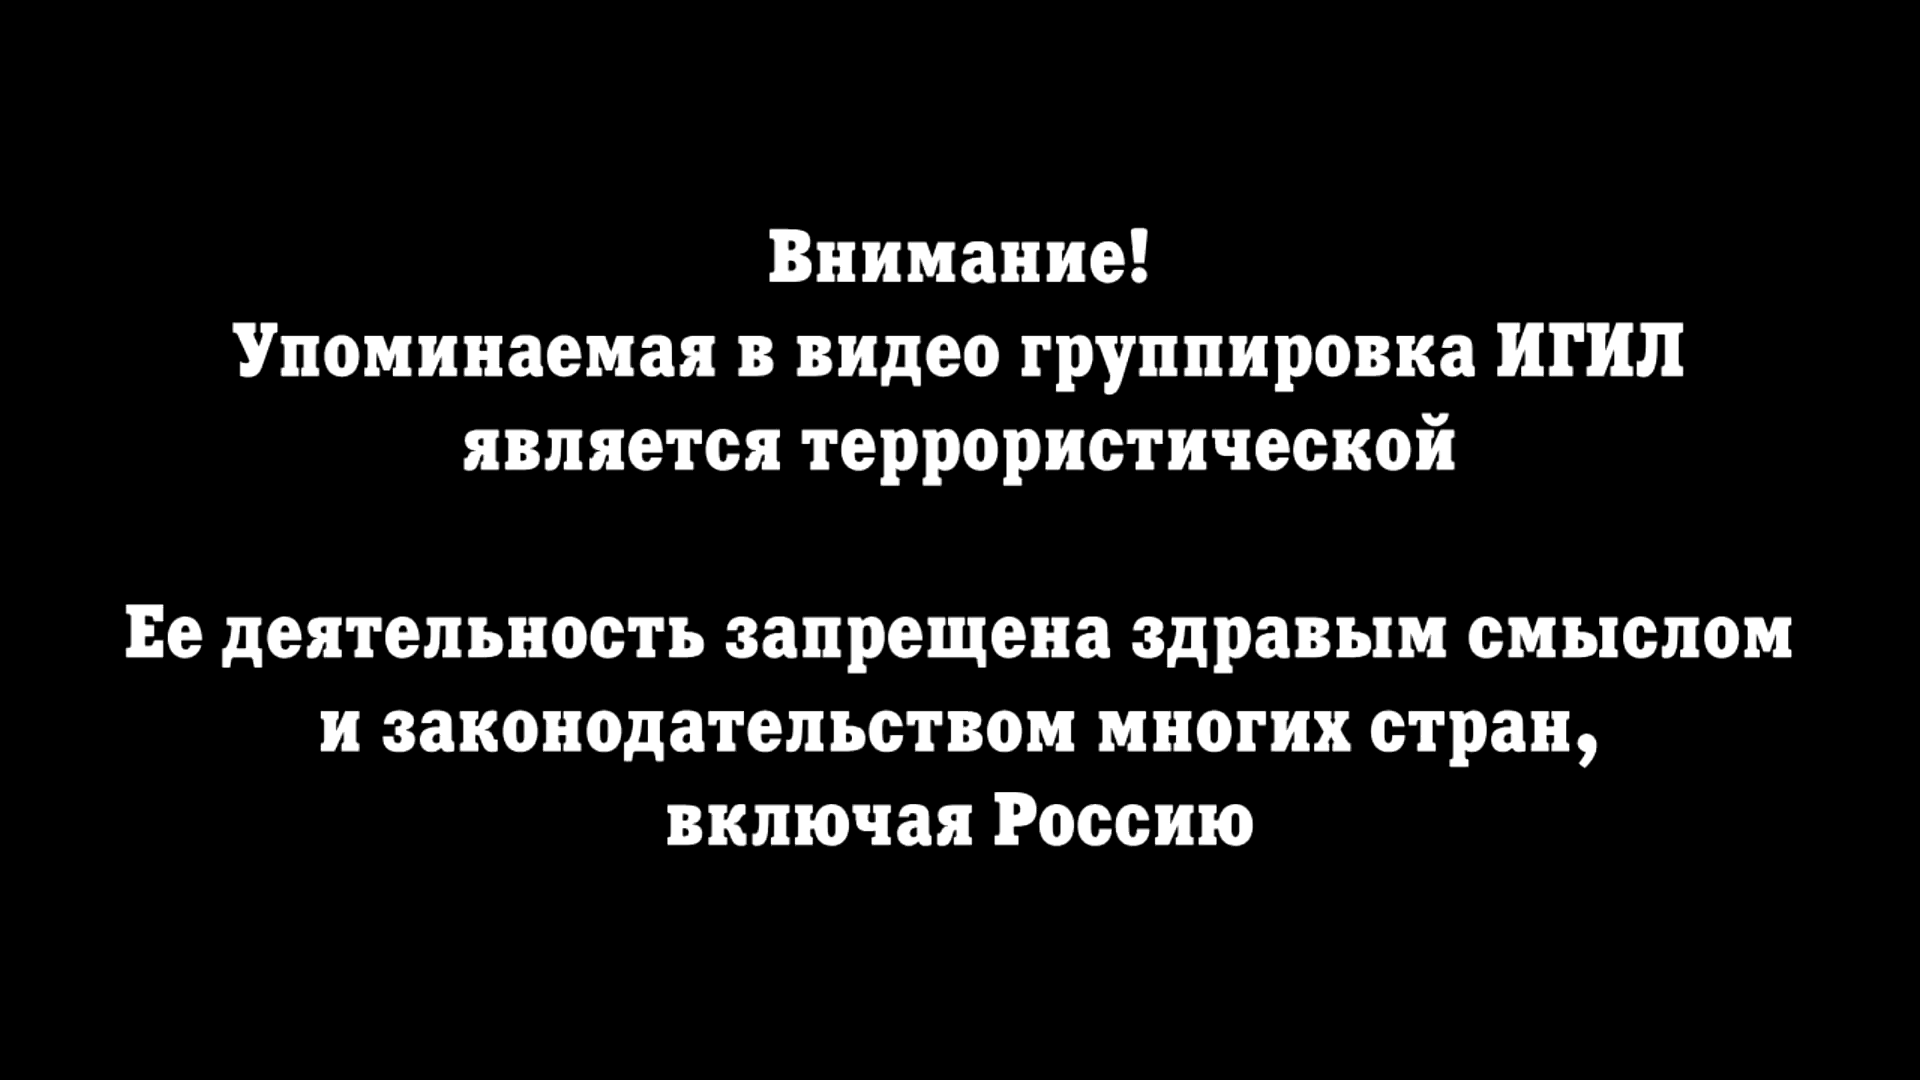 Внимание!
Упоминаемая в видео группировка ИГИЛ
является террористической
Ее деятельность запрещена здравым смыслом
и законодательством многих стран,
включая Россию